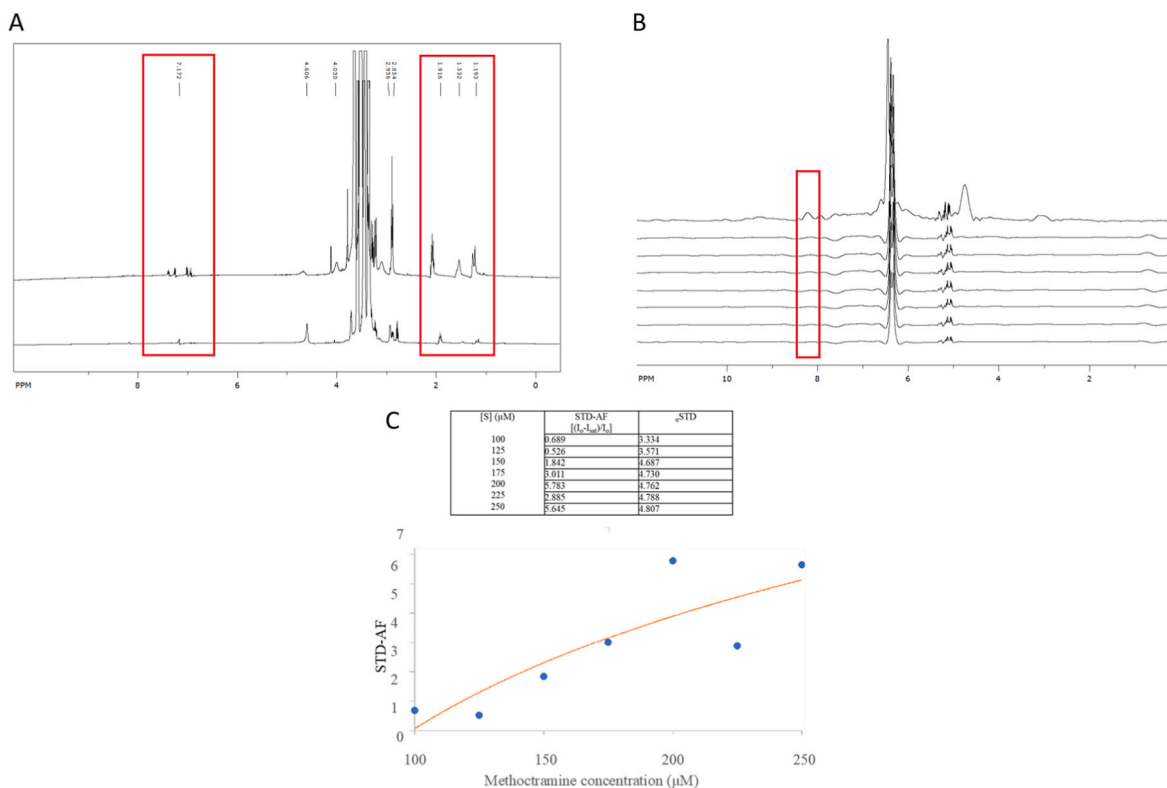 A
7.172
4.606
4.030
2.956
2.854
1.916
1.532
1.193
PPM 8 6 4 2 0
B
PPM 10 8 6 4 2
C
[S] (μM) STD-AF ₀STD
[(I₀-Iₛₐₜ)/I₀]
100 0.689 3.334
125 0.526 3.571
150 1.842 4.687
175 3.011 4.730
200 5.783 4.762
225 2.885 4.788
250 5.645 4.807
7
6
5
4
3
2
1
0
STD-AF
100 150 200 250
Methoctramine concentration (μM)